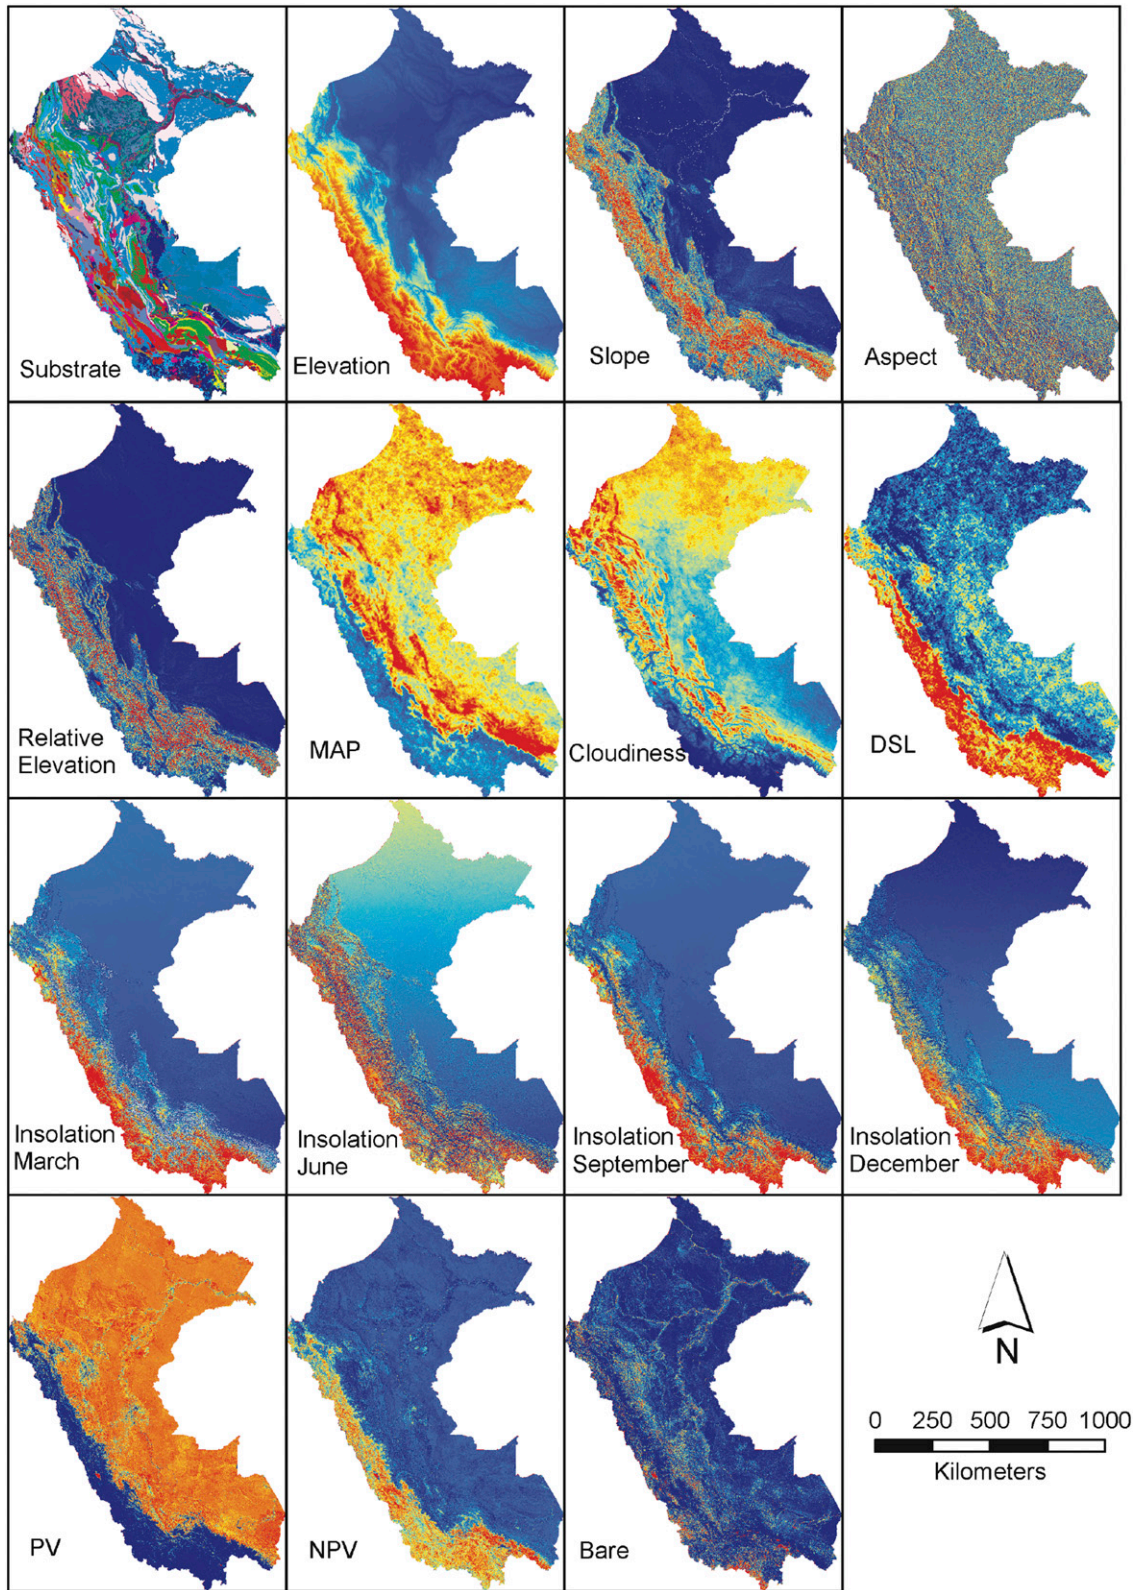 Substrate
Elevation
Slope
Aspect
Relative
Elevation
MAP
Cloudiness
DSL
Insolation
March
Insolation
June
Insolation
September
Insolation
December
PV
NPV
Bare
N
0 250 500 750 1000
Kilometers